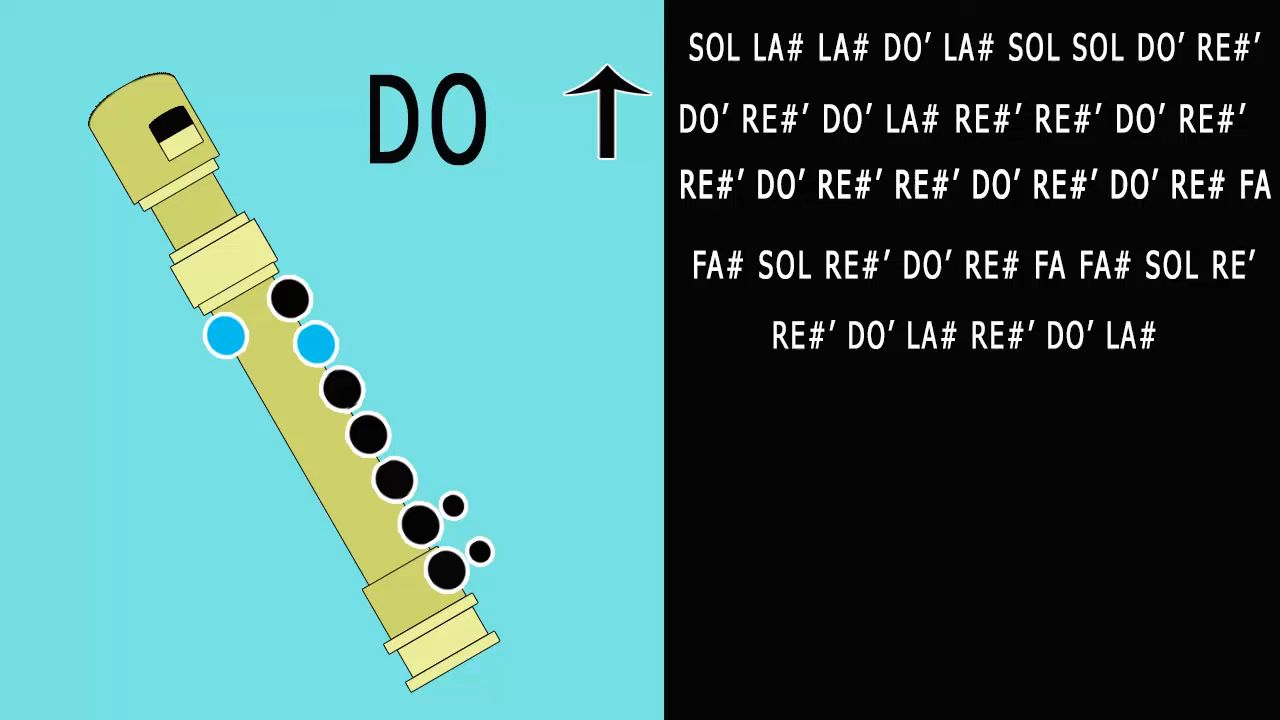 DO
SOL LA# LA# DO’ LA# SOL SOL DO’ RE#’
DO’ RE#’ DO’ LA# RE#’ RE#’ DO’ RE#’
RE#’ DO’ RE#’ RE#’ DO’ RE#’ DO’ RE# FA
FA# SOL RE#’ DO’ RE# FA FA# SOL RE’
RE#’ DO’ LA# RE#’ DO’ LA#